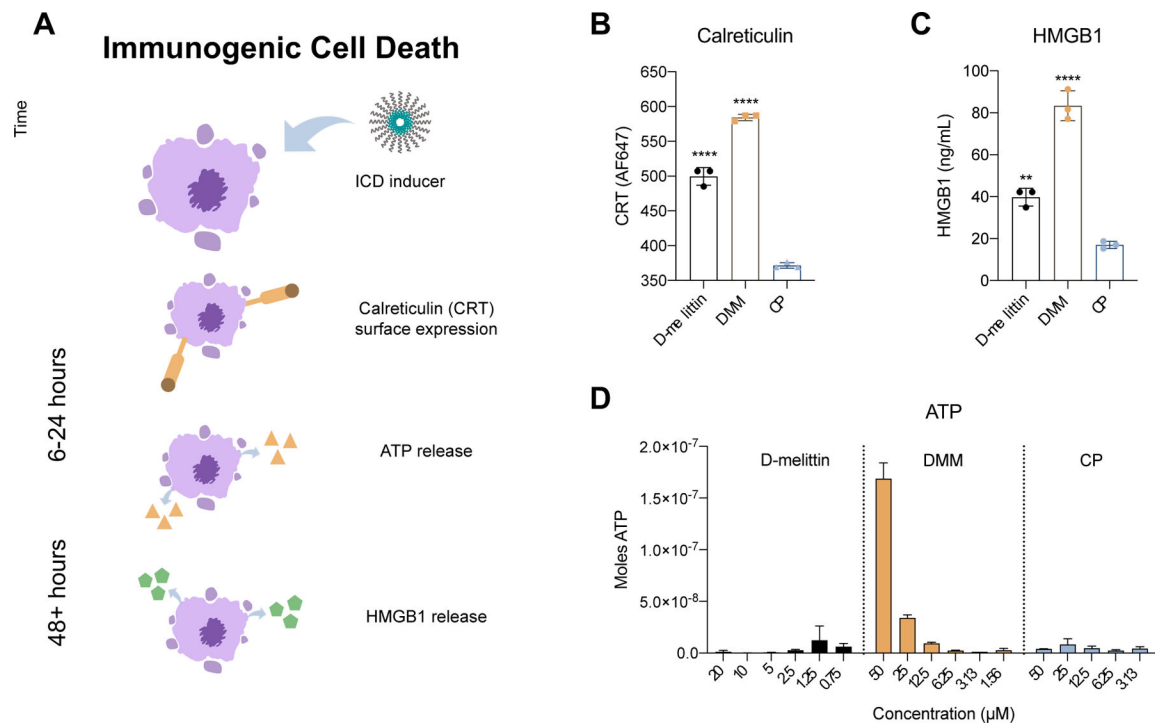 A
Immunogenic Cell Death
Time
ICD inducer
Calreticulin (CRT)
surface expression
6-24 hours
ATP release
48+ hours
HMGB1 release
B
Calreticulin
CRT (AF647)
650
600
550
500
450
400
350
****
****
D-me littin
DMM
CP
C
HMGB1
HMGB1 (ng/mL)
100
80
60
40
20
0
**
****
D-me littin
DMM
CP
D
ATP
Moles ATP
2.0×10⁻⁷
1.5×10⁻⁷
1.0×10⁻⁷
5.0×10⁻⁸
0.0
D-melittin
DMM
CP
20
10
5
2.5
1.25
0.75
50
25
12.5
6.25
3.13
1.56
50
25
12.5
6.25
3.13
Concentration (μM)